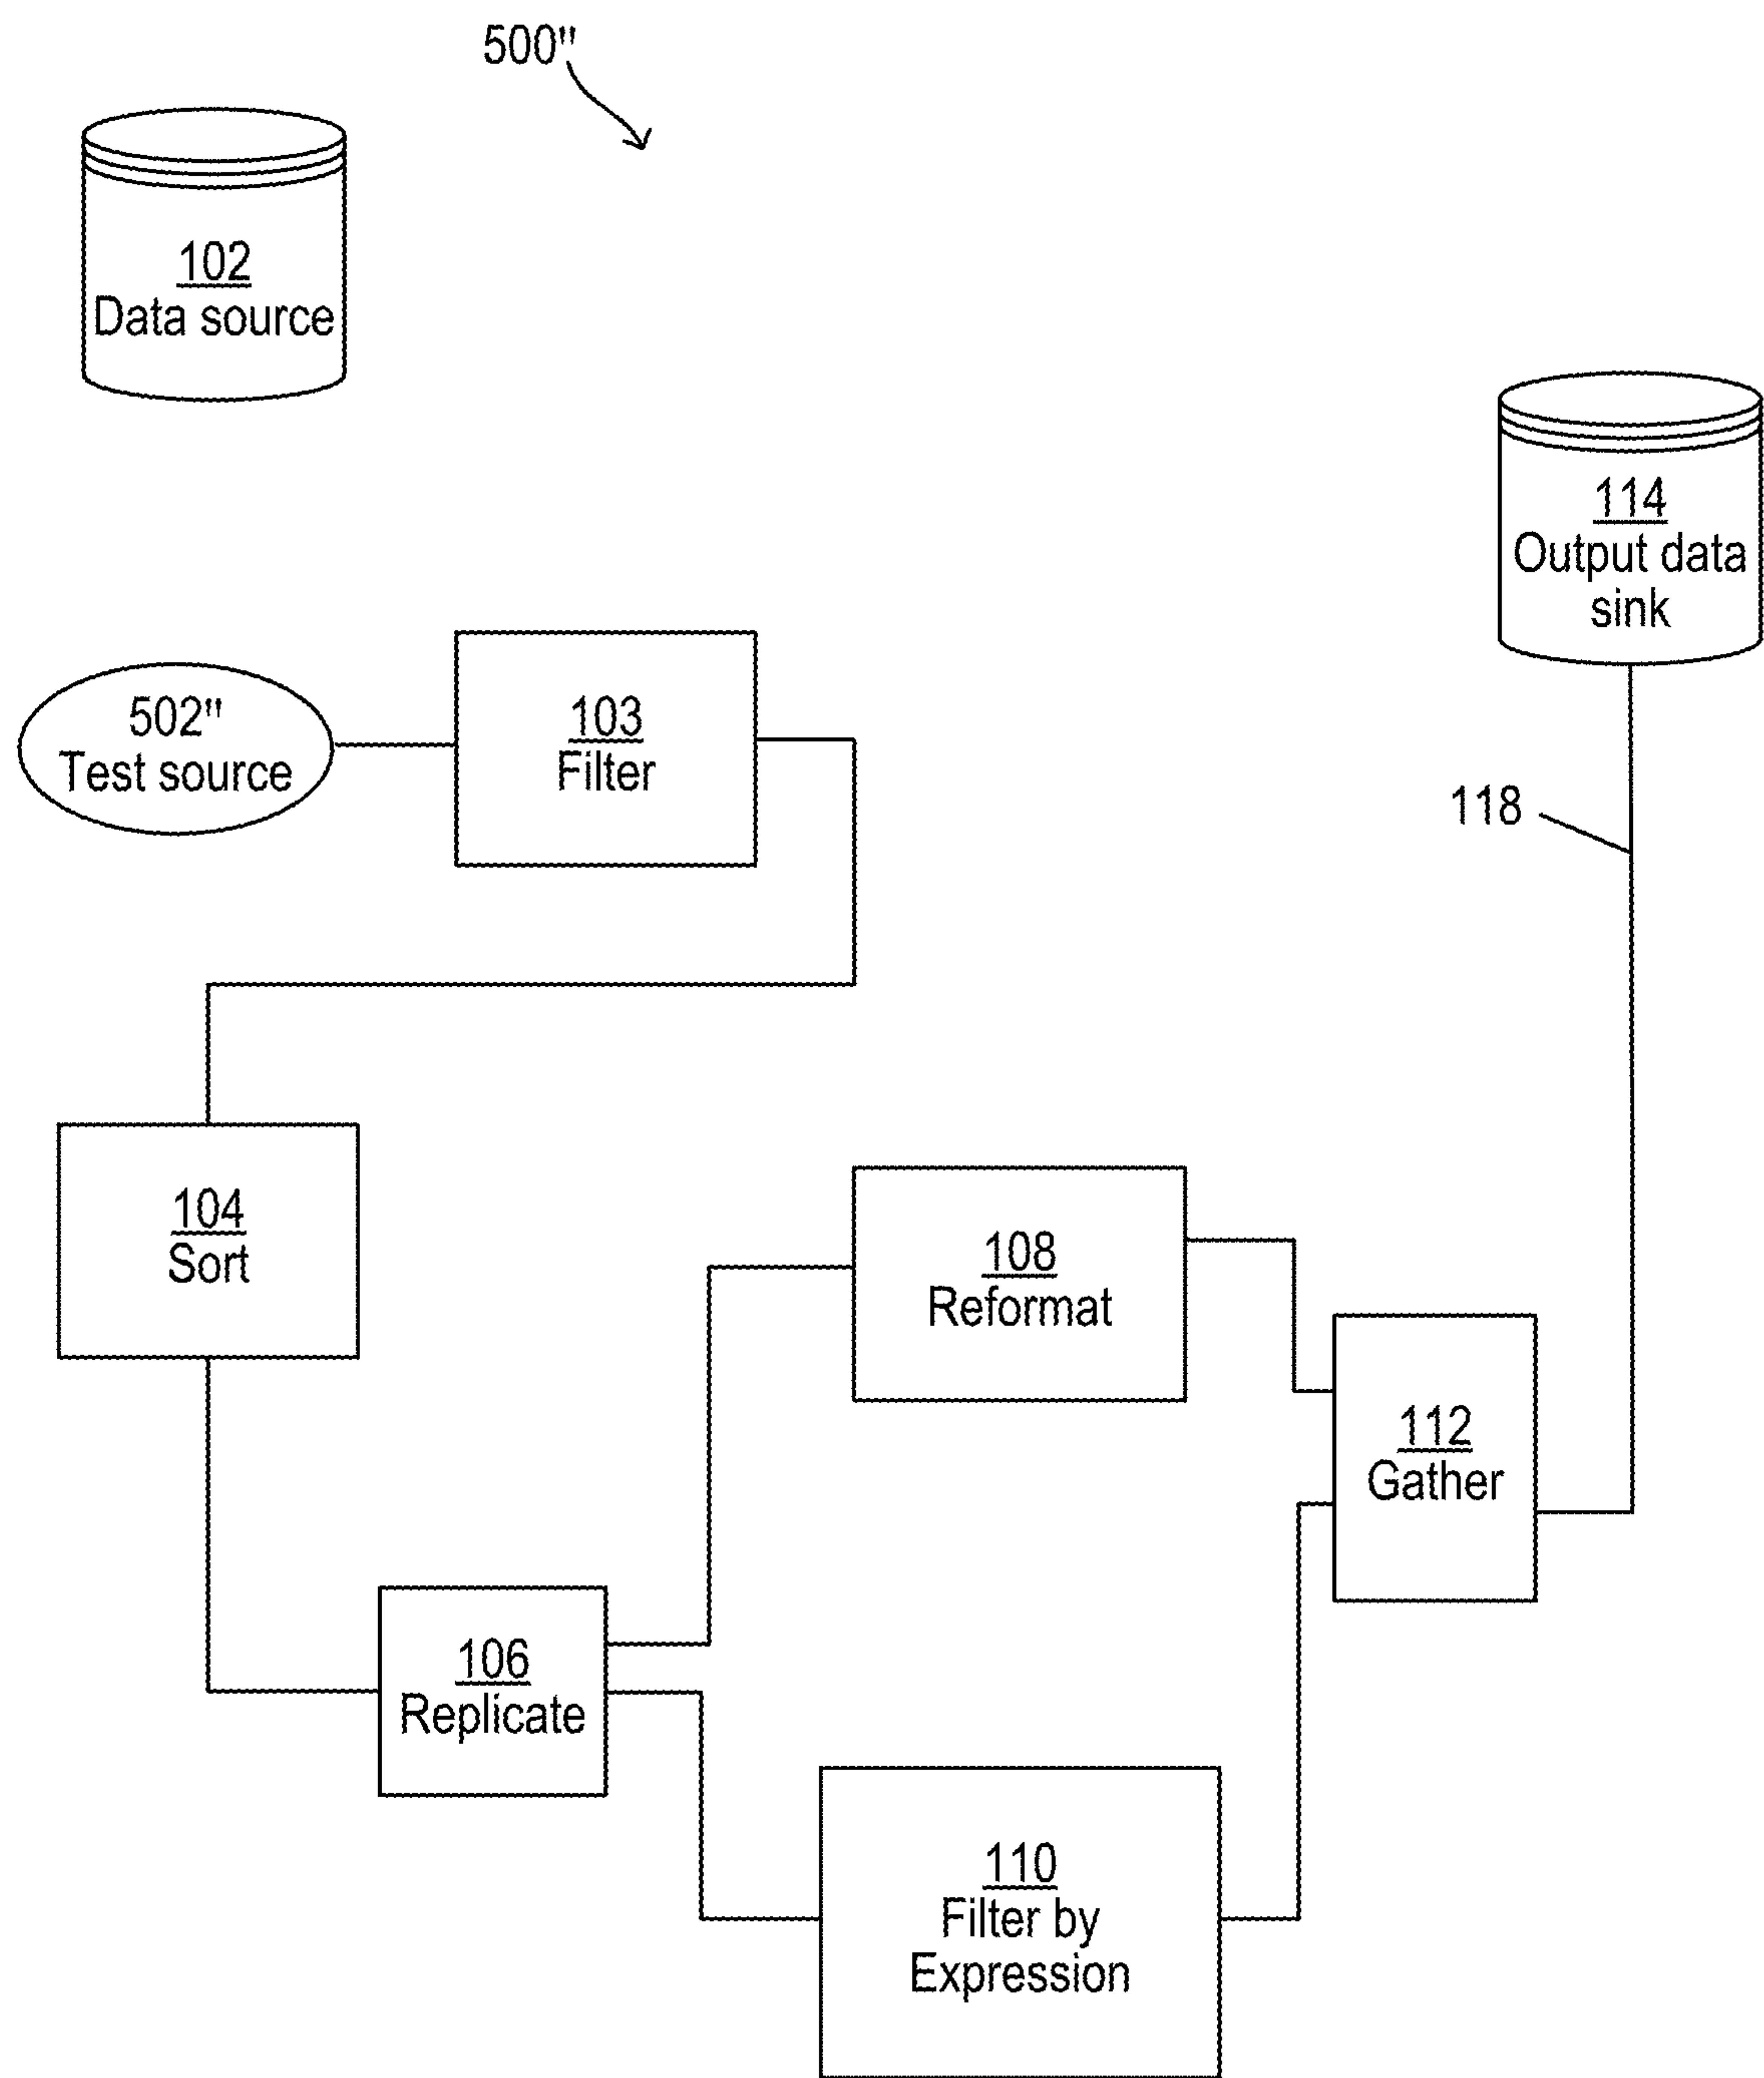 500"
102
Data source
114
Output data
sink
502"
Test source
103
Filter
118
104
Sort
108
Reformat
112
Gather
106
Replicate
110
Filter by
Expression